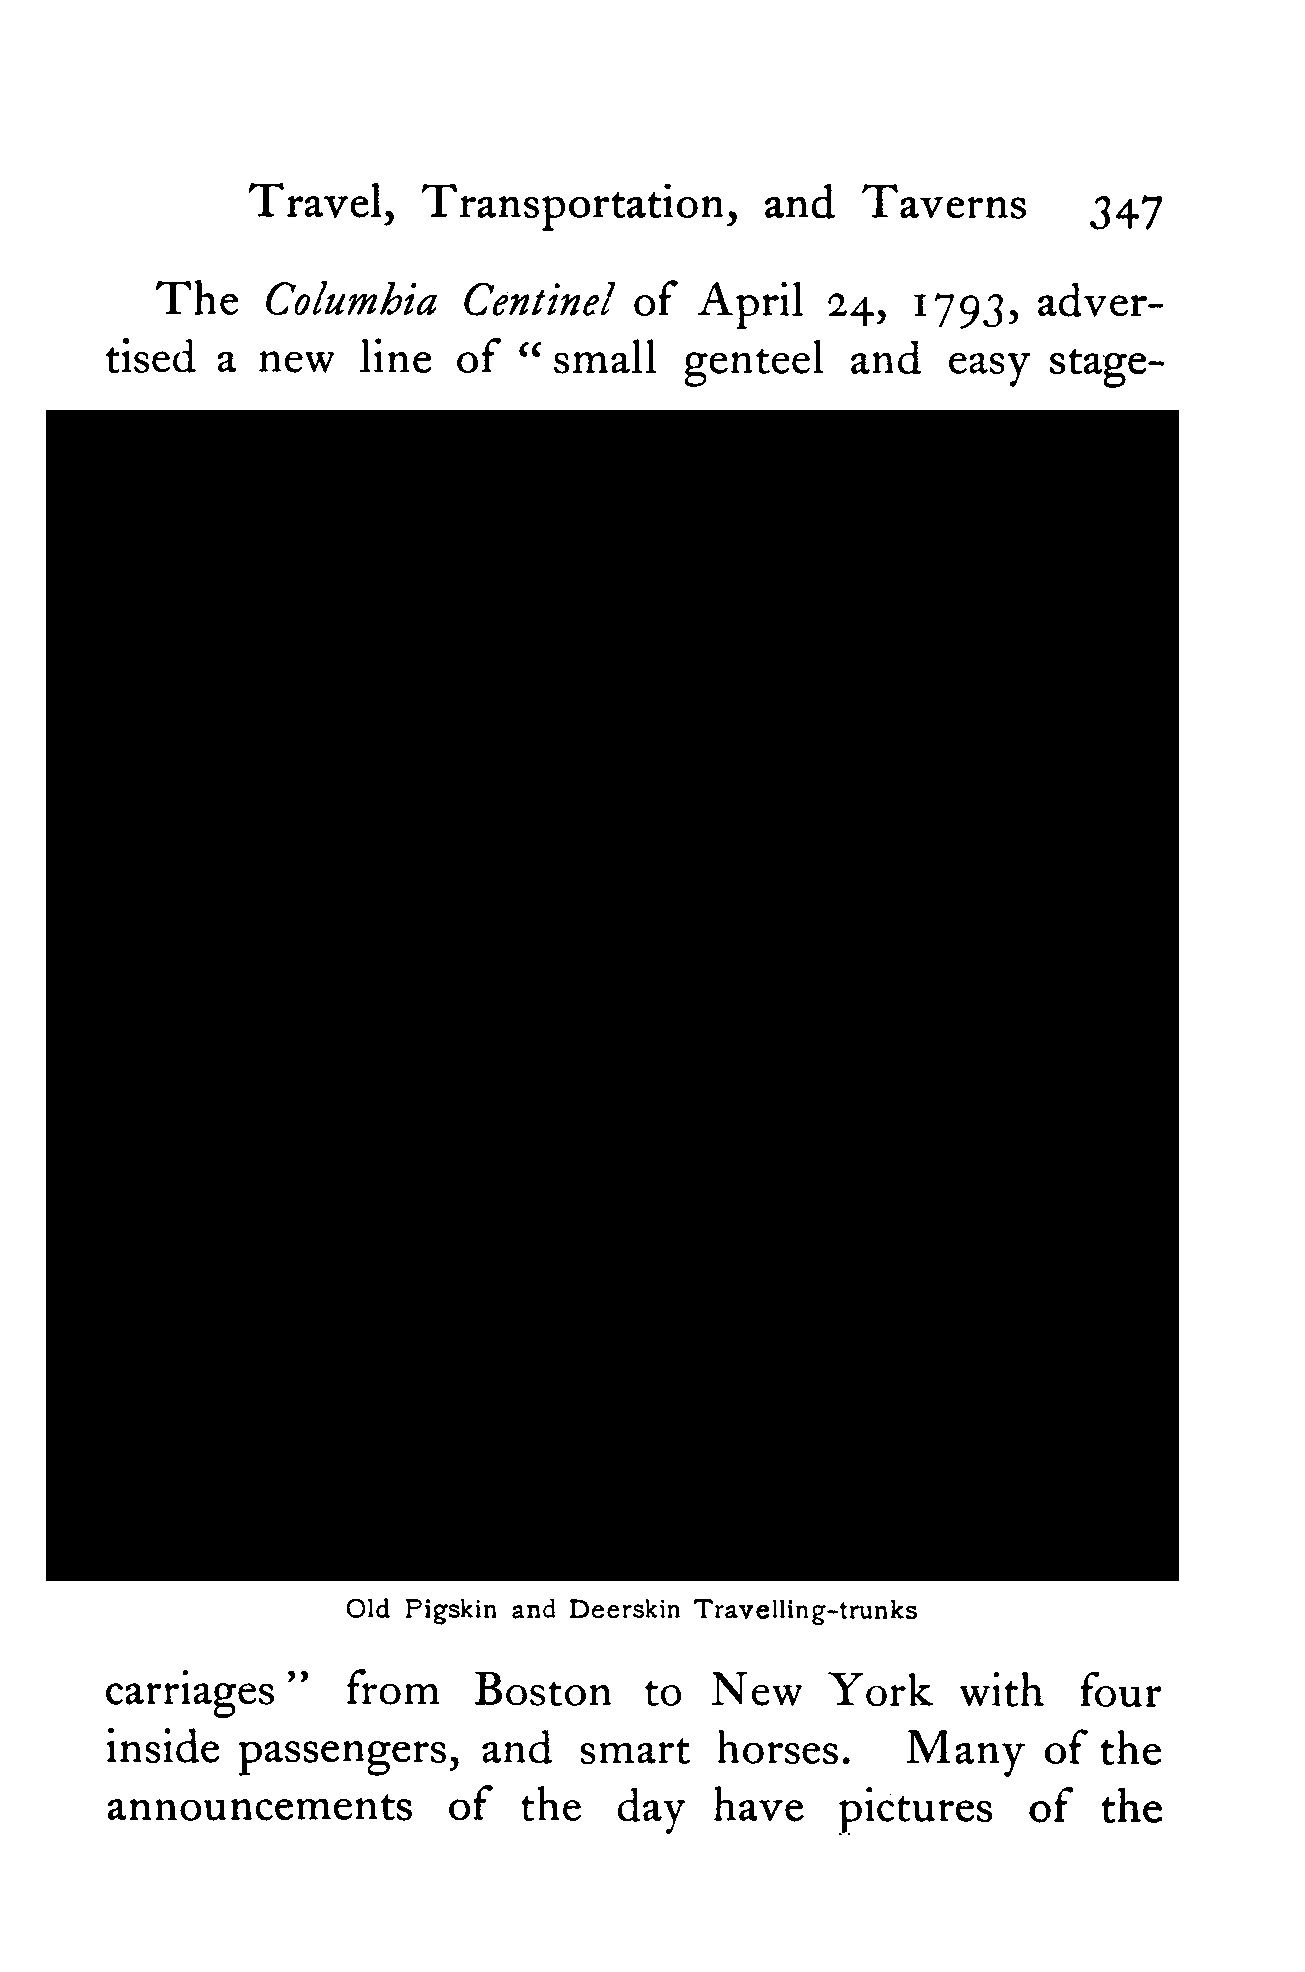 Travel, Transportation, and Taverns 347
The Columbia Centinel of April 24, 1793, adver-
tised a new line of " small genteel and easy stage-
Old Pigskin and Deerskin Travelling-trunks
carriages " from Boston to New York with four
inside passengers, and smart horses. Many of the
announcements of the day have pictures of the